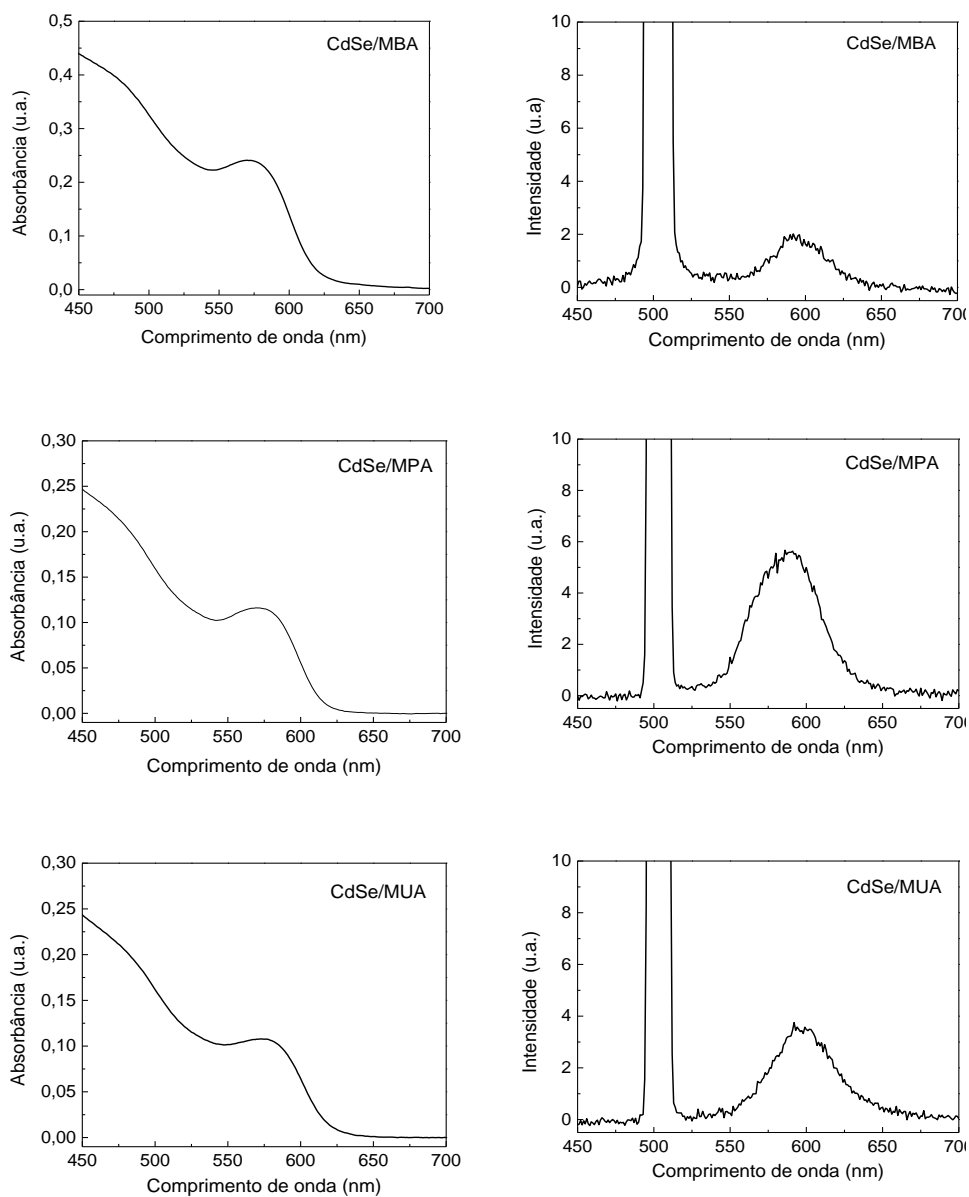 CdSe/MBA
Absorbância (u.a.)
0,5
0,4
0,3
0,2
0,1
0,0
450 500 550 600 650 700
Comprimento de onda (nm)
CdSe/MBA
Intensidade (u.a)
10
8
6
4
2
0
450 500 550 600 650 700
Comprimento de onda (nm)
CdSe/MPA
Absorbância (u.a.)
0,30
0,25
0,20
0,15
0,10
0,05
0,00
450 500 550 600 650 700
Comprimento de onda (nm)
CdSe/MPA
Intensidade (u.a.)
10
8
6
4
2
0
450 500 550 600 650 700
Comprimento de onda (nm)
CdSe/MUA
Absorbância (u.a.)
0,30
0,25
0,20
0,15
0,10
0,05
0,00
450 500 550 600 650 700
Comprimento de onda (nm)
CdSe/MUA
Intensidade (u.a.)
10
8
6
4
2
0
450 500 550 600 650 700
Comprimento de onda (nm)